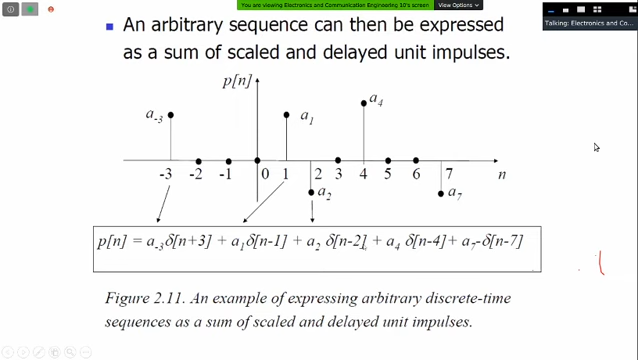 You are viewing Electronics and Communication Engineering 10's screen
View Options
Talking: Electronics and Co...
An arbitrary sequence can then be expressed
as a sum of scaled and delayed unit impulses.
p[n]
a-3
a1
a4
-3 -2 -1 0 1 2 3 4 5 6 7 n
a2
a7
p[n] = a-3δ[n+3] + a1δ[n-1] + a2 δ[n-2] + a4 δ[n-4]+ a7-δ[n-7]
Figure 2.11. An example of expressing arbitrary discrete-time
sequences as a sum of scaled and delayed unit impulses.